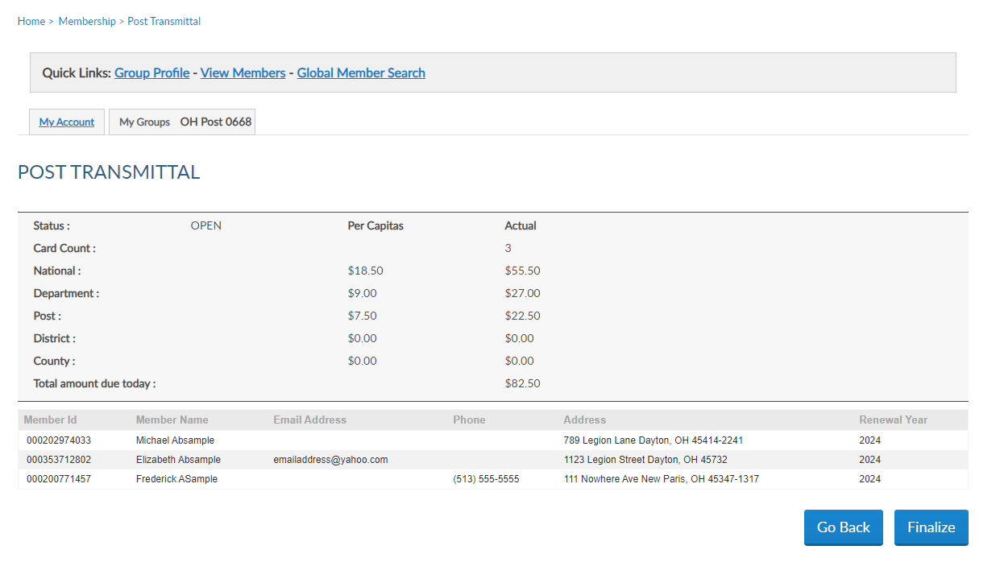 Home > Membership > Post Transmittal
Quick Links: Group Profile - View Members - Global Member Search
My Account My Groups OH Post 0668
POST TRANSMITTAL
Status : OPEN Per Capitas Actual
Card Count : 3
National : $18.50 $55.50
Department : $9.00 $27.00
Post : $7.50 $22.50
District : $0.00 $0.00
County : $0.00 $0.00
Total amount due today : $82.50
Member Id Member Name Email Address Phone Address Renewal Year
000202974033 Michael Absample 789 Legion Lane Dayton, OH 45414-2241 2024
000353712802 Elizabeth Absample emailaddress@yahoo.com 1123 Legion Street Dayton, OH 45732 2024
000200771457 Frederick ASample (513) 555-5555 111 Nowhere Ave New Paris, OH 45347-1317 2024
Go Back Finalize